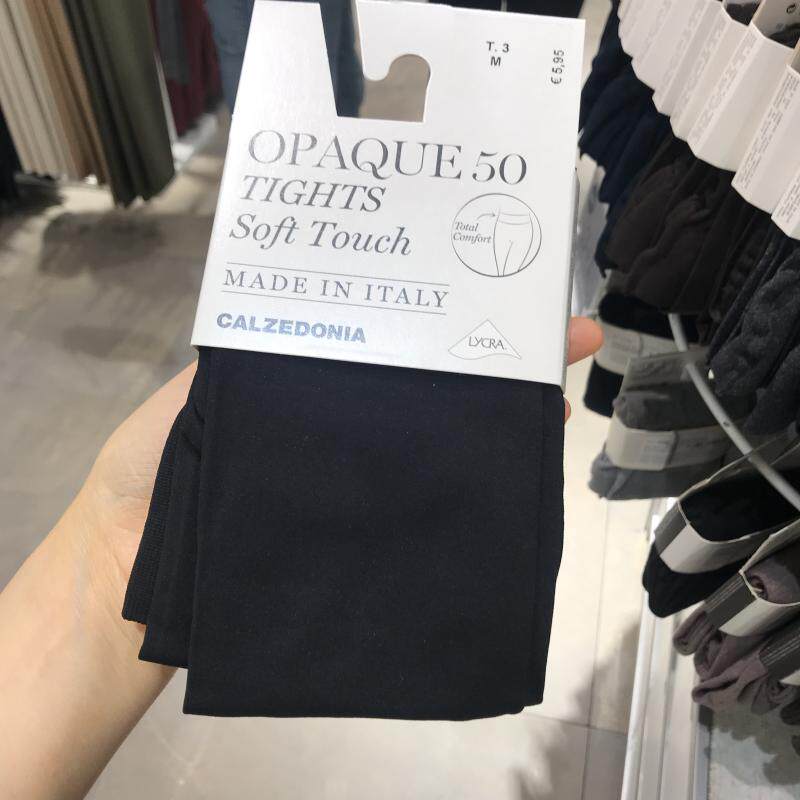 T. 3
M
€ 5,95
OPAQUE 50
TIGHTS
Soft Touch
Total
Comfort
MADE IN ITALY
CALZEDONIA
LYCRA